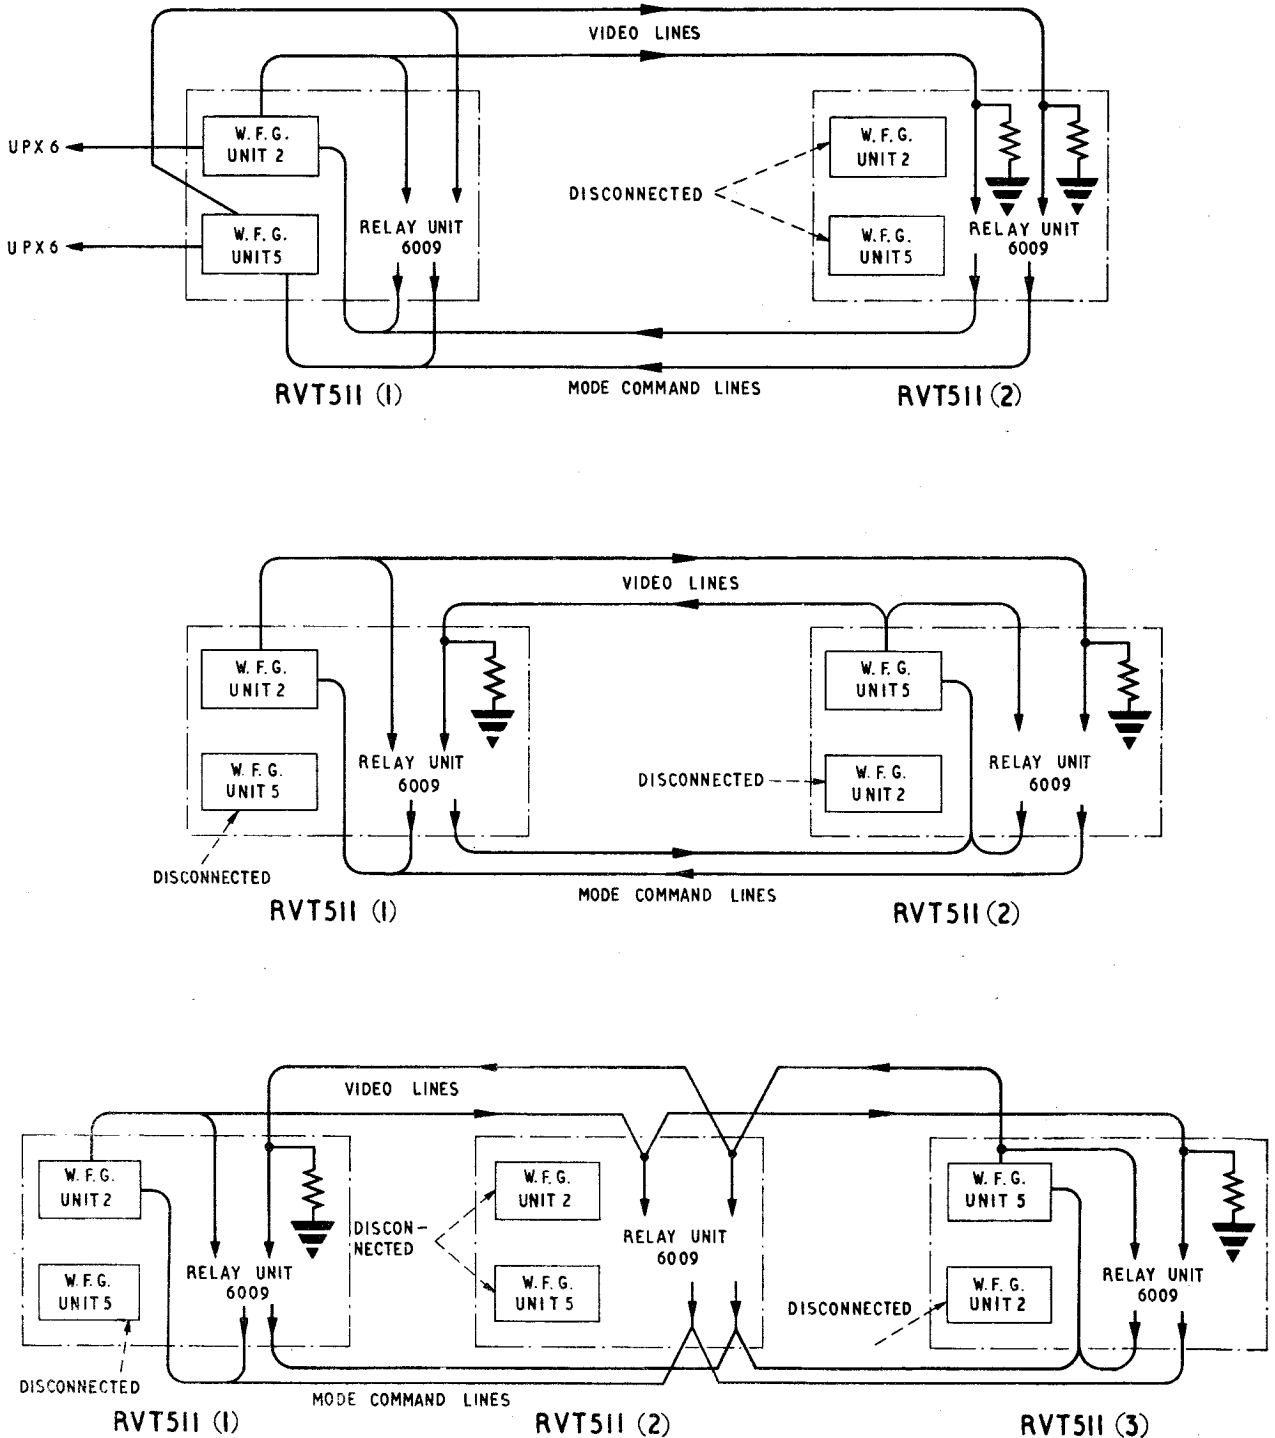 VIDEO LINES
W.F.G.
UNIT 2
UPX6
W.F.G.
UNIT 5
UPX6
RELAY UNIT
6009
DISCONNECTED
W.F.G.
UNIT 2
W.F.G.
UNIT 5
RELAY UNIT
6009
MODE COMMAND LINES
RVT511 (1)
RVT511 (2)
VIDEO LINES
W.F.G.
UNIT 2
W.F.G.
UNIT 5
RELAY UNIT
6009
DISCONNECTED
W.F.G.
UNIT 5
DISCONNECTED
W.F.G.
UNIT 2
RELAY UNIT
6009
MODE COMMAND LINES
RVT511 (1)
RVT511 (2)
VIDEO LINES
W.F.G.
UNIT 2
W.F.G.
UNIT 5
RELAY UNIT
6009
DISCONNECTED
DISCON-
NECTED
W.F.G.
UNIT 2
W.F.G.
UNIT 5
RELAY UNIT
6009
W.F.G.
UNIT 5
DISCONNECTED
W.F.G.
UNIT 2
RELAY UNIT
6009
MODE COMMAND LINES
RVT511 (1)
RVT511 (2)
RVT511 (3)